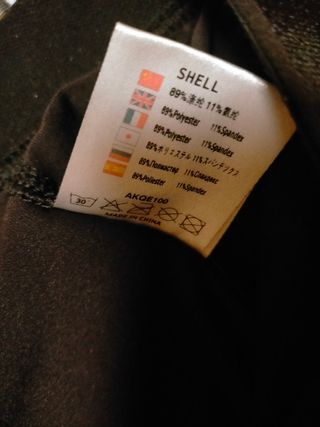 SHELL
89%涤纶 11%氨纶
89%Polyester 11%Spandex
89%Polyester 11%Spandex
89%ポリエステル 11%スパンデックス
89%Полиэстер 11%Спандекс
89%Poliester 11%Spandex
30
AKQE100
MADE IN CHINA